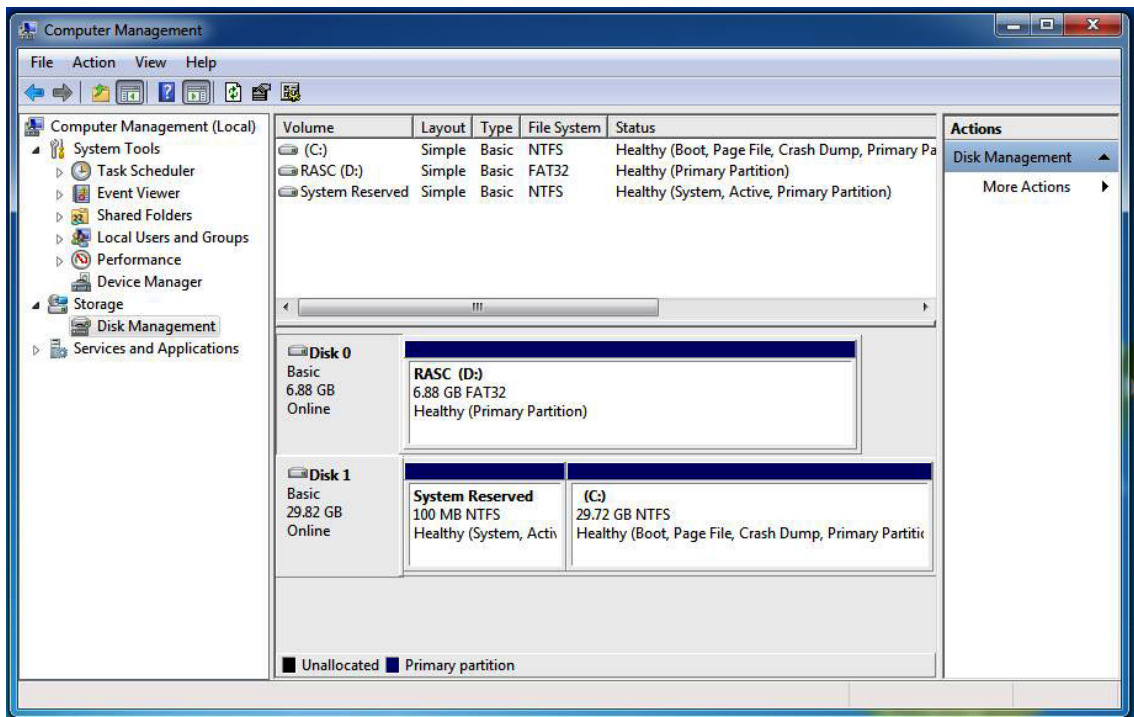 Computer Management
File Action View Help
Computer Management (Local)
System Tools
Task Scheduler
Event Viewer
Shared Folders
Local Users and Groups
Performance
Device Manager
Storage
Disk Management
Services and Applications
Volume Layout Type File System Status
(C:) Simple Basic NTFS Healthy (Boot, Page File, Crash Dump, Primary Pa
RASC (D:) Simple Basic FAT32 Healthy (Primary Partition)
System Reserved Simple Basic NTFS Healthy (System, Active, Primary Partition)
Disk 0
Basic
6.88 GB
Online
RASC (D:)
6.88 GB FAT32
Healthy (Primary Partition)
Disk 1
Basic
29.82 GB
Online
System Reserved
100 MB NTFS
Healthy (System, Activ
(C:)
29.72 GB NTFS
Healthy (Boot, Page File, Crash Dump, Primary Partitic
Unallocated Primary partition
Actions
Disk Management
More Actions